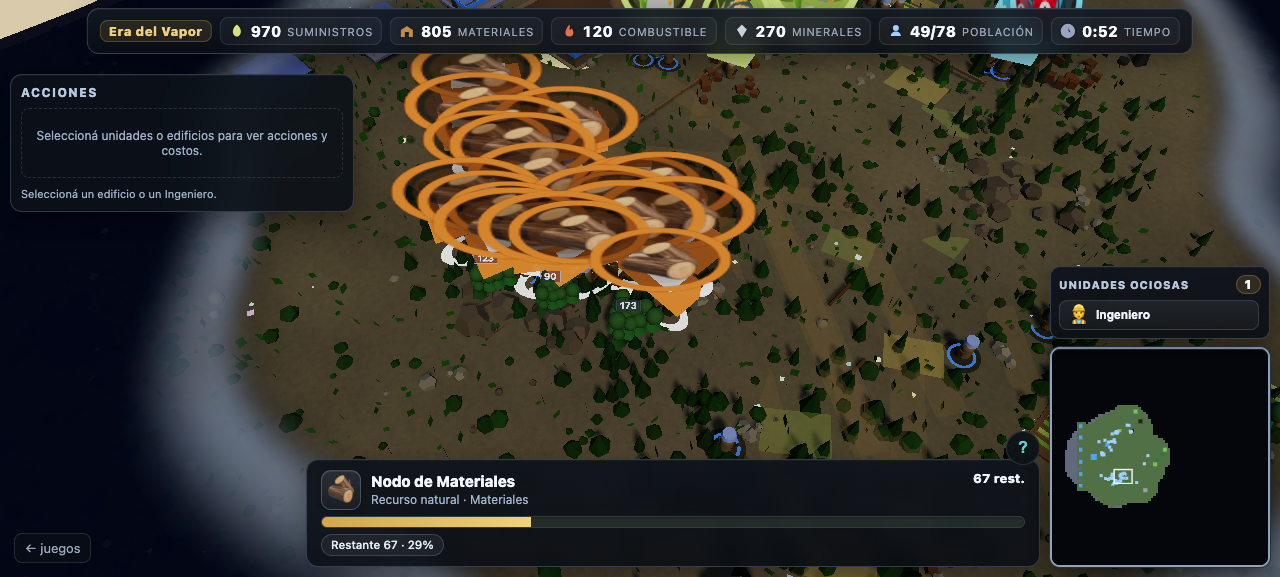 Era del Vapor
970 SUMINISTROS
805 MATERIALES
120 COMBUSTIBLE
270 MINERALES
49/78 POBLACIÓN
0:52 TIEMPO
ACCIONES
Seleccioná unidades o edificios para ver acciones y
costos.
Seleccioná un edificio o un Ingeniero.
123
90
173
UNIDADES OCIOSAS 1
Ingeniero
?
Nodo de Materiales
67 rest.
Recurso natural · Materiales
Restante 67 · 29%
← juegos